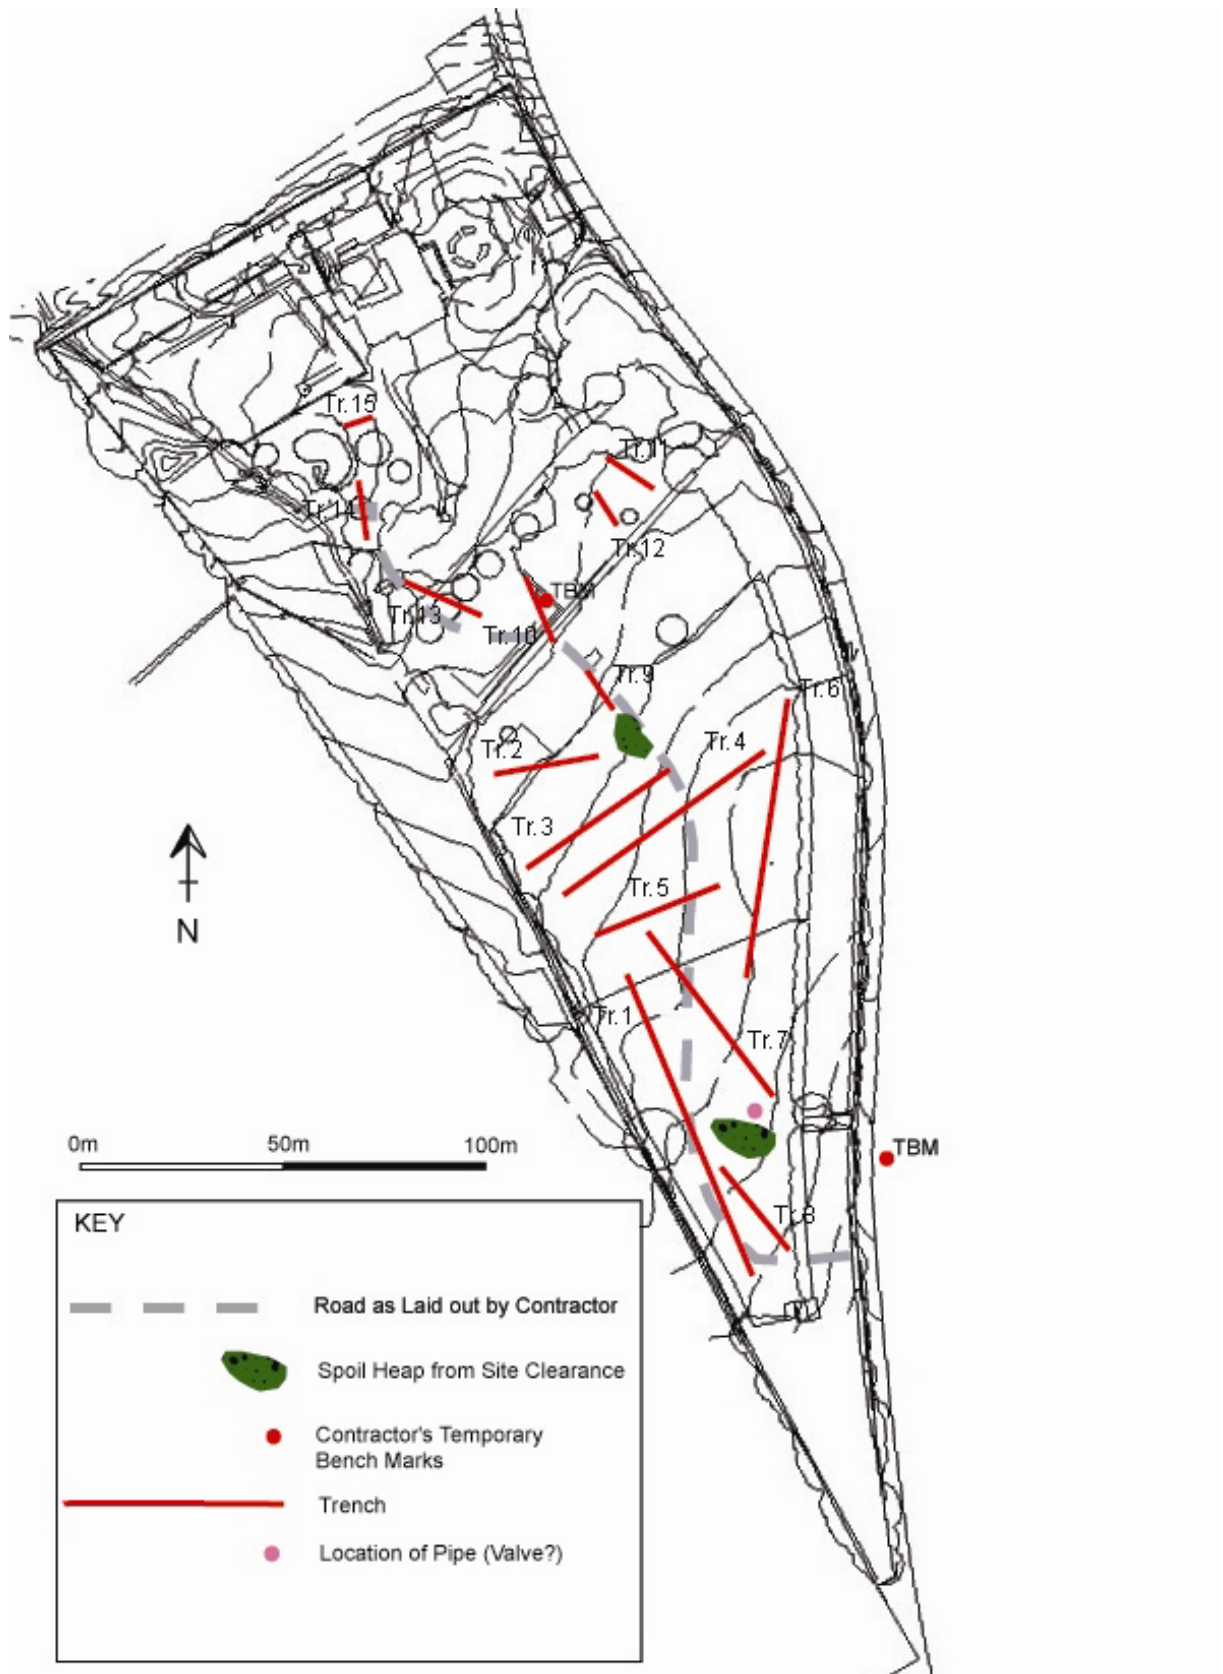 Tr.15
Tr.11
Tr.14
Tr.12
TBM
Tr.13
Tr.10
Tr.9
Tr.6
Tr.2
Tr.4
Tr.3
Tr.5
N
Tr.1
Tr.7
0m 50m 100m
TBM
Tr.8
KEY
Road as Laid out by Contractor
Spoil Heap from Site Clearance
Contractor's Temporary
Bench Marks
Trench
Location of Pipe (Valve?)